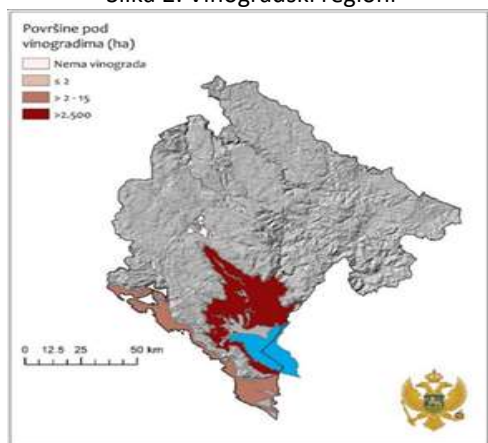 Slika 2. Vinogradski regioni
Površine pod
vinogradima (ha)
Nema vinograda
≤ 2
> 2 - 15
>2,500
0 12.5 25 50 km